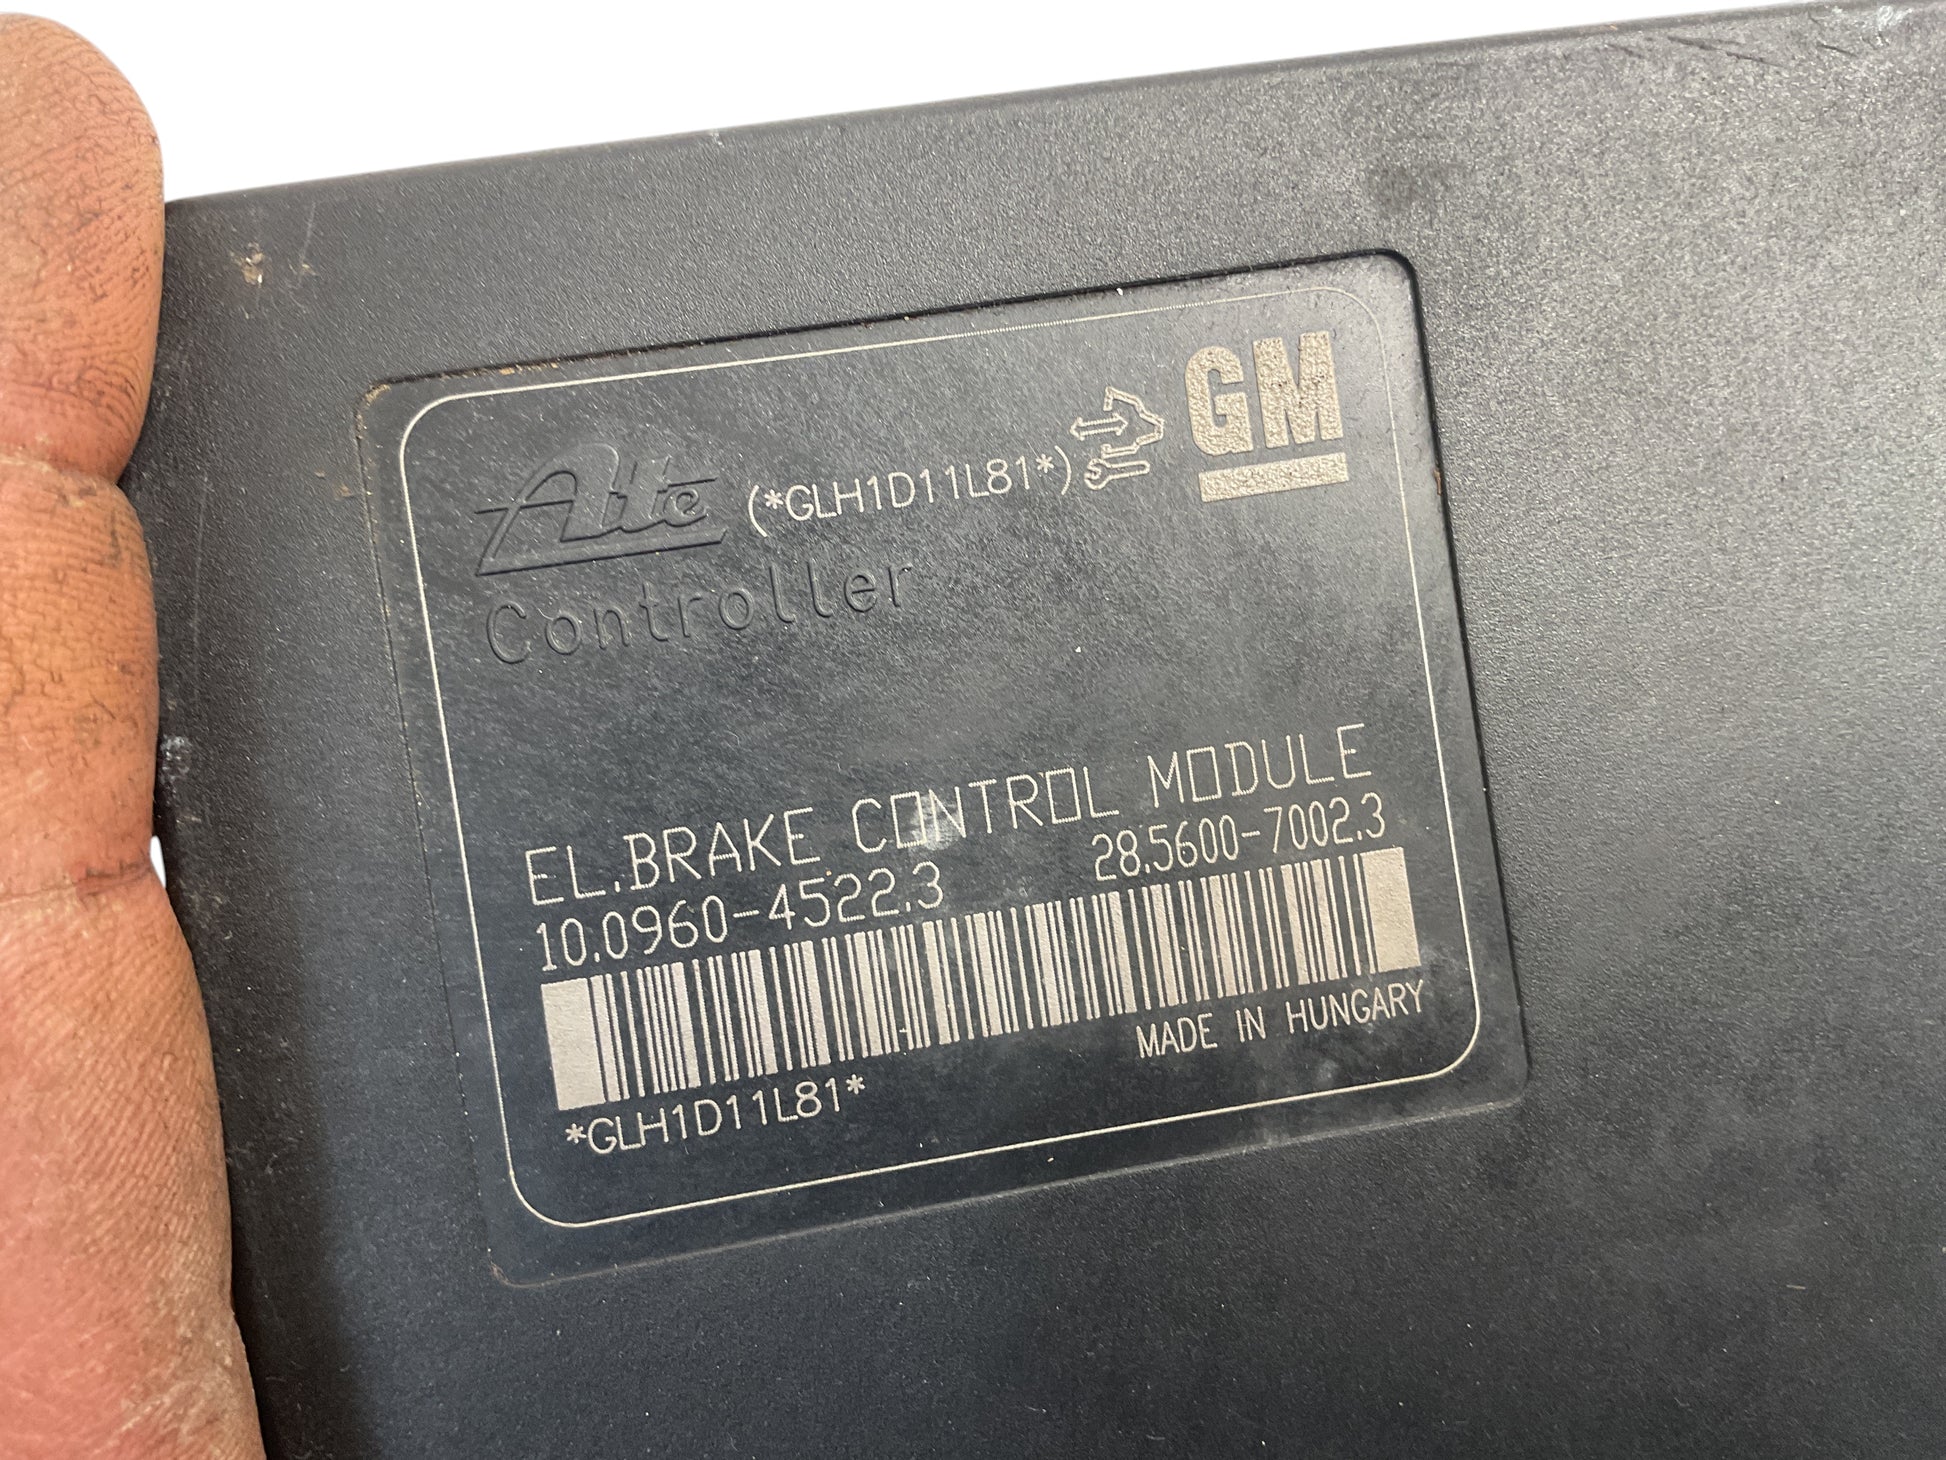 GM
Ate (*GLH1D11L81*)
Controller
EL.BRAKE CONTROL MODULE
10.0960-4522.3 28.5600-7002.3
MADE IN HUNGARY
*GLH1D11L81*